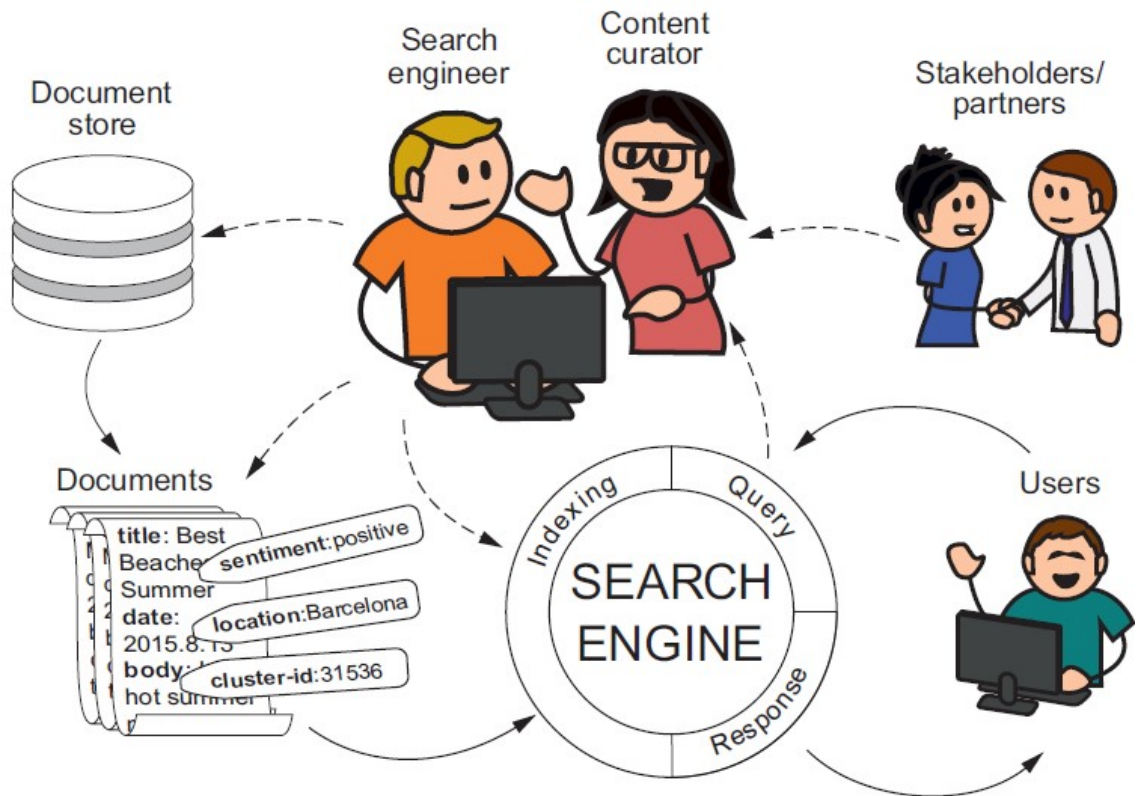 Search
engineer
Content
curator
Stakeholders/
partners
Document
store
Documents
title: Best
Beache
Summer
date:
2015.8.13
body:
hot summer
sentiment:positive
location:Barcelona
cluster-id:31536
Indexing
Query
Response
SEARCH
ENGINE
Users